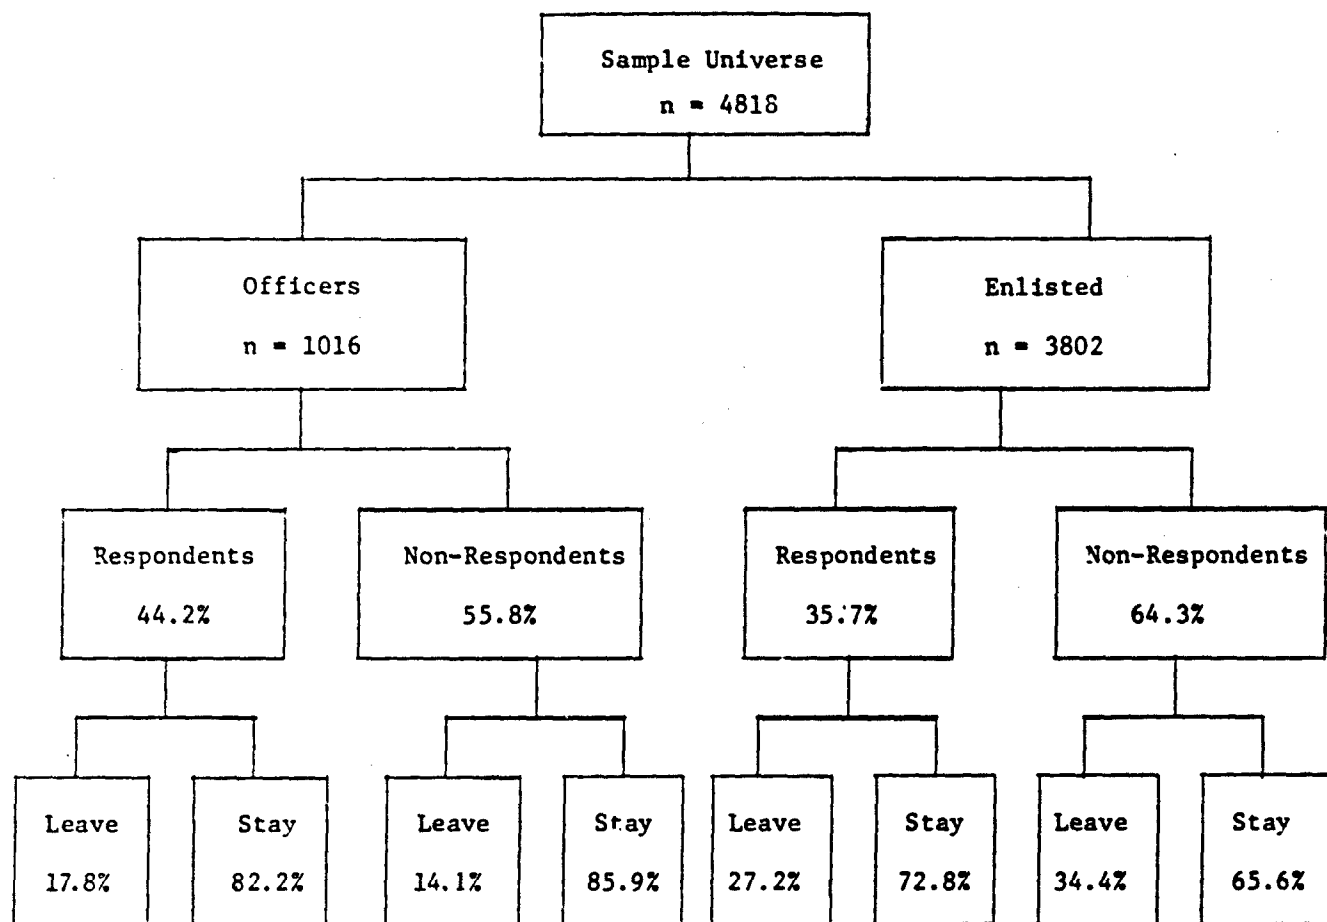 Sample Universe
n = 4818
Officers
n = 1016
Enlisted
n = 3802
Respondents
44.2%
Non-Respondents
55.8%
Respondents
35.7%
Non-Respondents
64.3%
Leave
17.8%
Stay
82.2%
Leave
14.1%
Stay
85.9%
Leave
27.2%
Stay
72.8%
Leave
34.4%
Stay
65.6%